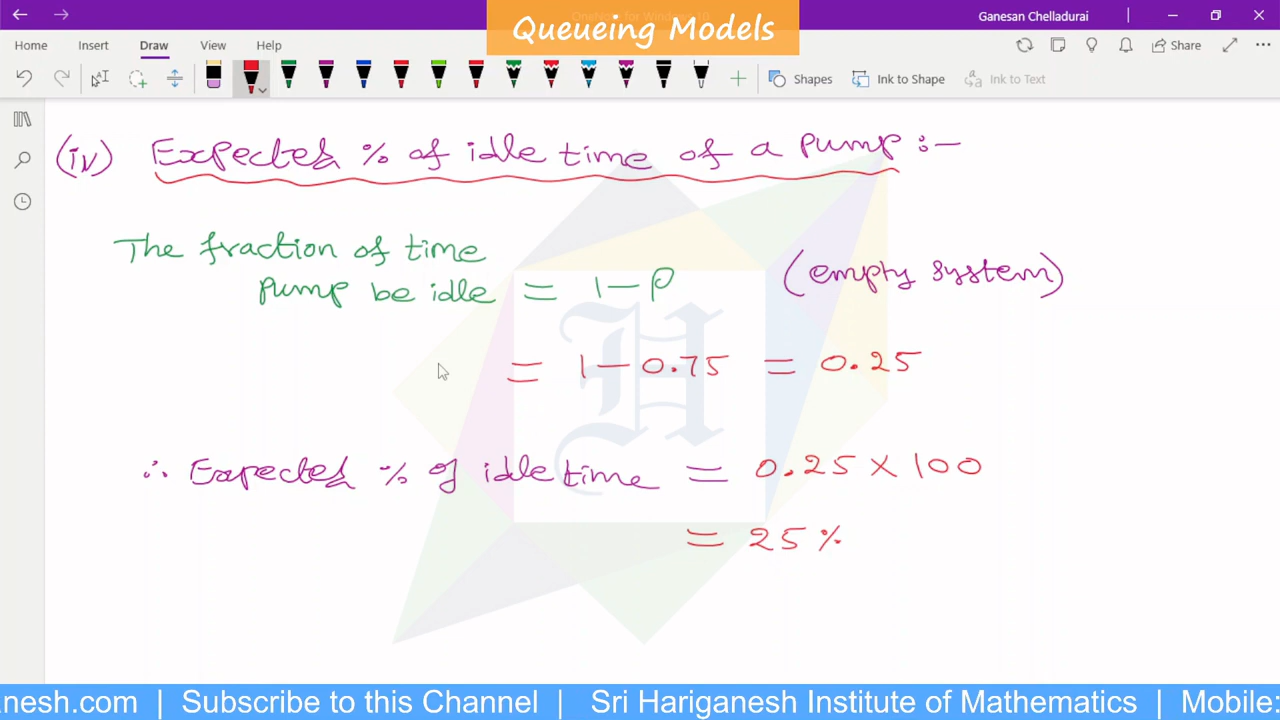 Queueing Models
Ganesan Chelladurai
Home Insert Draw View Help
Share
Shapes Ink to Shape Ink to Text
(iv) Expected % of idle time of a pump :-
The fraction of time
pump be idle = 1-ρ (empty system)
= 1-0.75 = 0.25
∴ Expected % of idle time = 0.25 × 100
= 25%
H
anesh.com | Subscribe to this Channel | Sri Hariganesh Institute of Mathematics | Mobile: